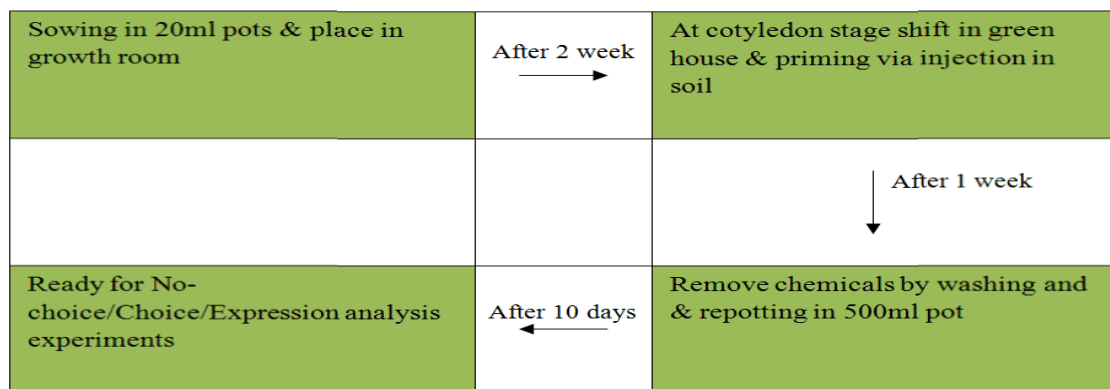 Sowing in 20ml pots & place in
growth room
After 2 week
At cotyledon stage shift in green
house & priming via injection in
soil
After 1 week
Remove chemicals by washing and
& repotting in 500ml pot
After 10 days
Ready for No-
choice/Choice/Expression analysis
experiments